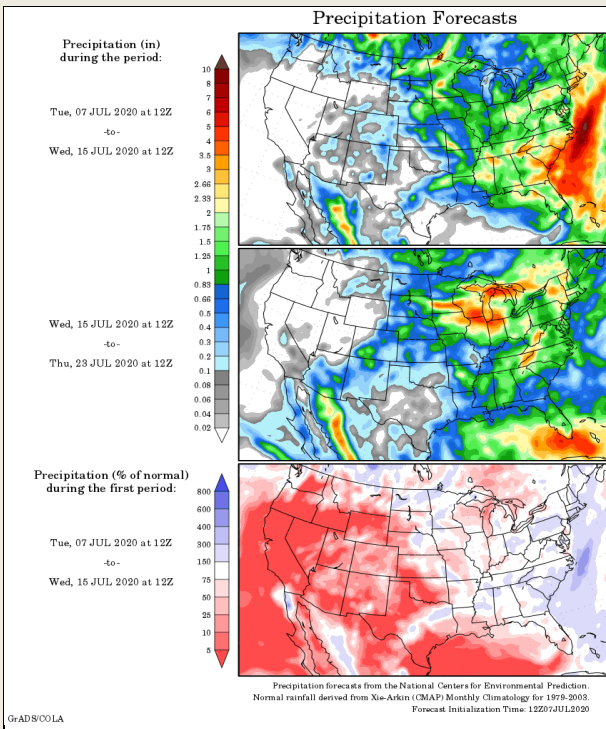 Precipitation Forecasts
Precipitation (in)
during the period:
Tue, 07 JUL 2020 at 12Z
-to-
Wed, 15 JUL 2020 at 12Z
10
8
7
6
5
4
3.5
3
2.66
2.33
2
1.75
1.5
1.25
1
0.83
0.66
0.5
0.4
0.3
0.2
0.1
0.08
0.06
0.04
0.02
Wed, 15 JUL 2020 at 12Z
-to-
Thu, 23 JUL 2020 at 12Z
Precipitation (% of normal)
during the first period:
Tue, 07 JUL 2020 at 12Z
-to-
Wed, 15 JUL 2020 at 12Z
800
600
400
300
150
75
50
25
10
5
Precipitation forecasts from the National Centers for Environmental Prediction.
Normal rainfall derived from Xie-Arkin (CMAP) Monthly Climatology for 1979-2003.
Forecast Initialization Time: 12Z07JUL2020
GrADS/COLA